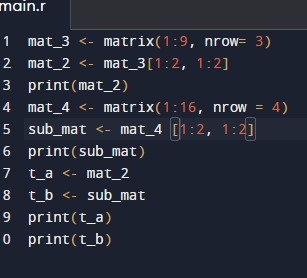 main.r
1 mat_3 <- matrix(1:9, nrow= 3)
2 mat_2 <- mat_3[1:2, 1:2]
3 print(mat_2)
4 mat_4 <- matrix(1:16, nrow = 4)
5 sub_mat <- mat_4 [1:2, 1:2]
6 print(sub_mat)
7 t_a <- mat_2
8 t_b <- sub_mat
9 print(t_a)
0 print(t_b)